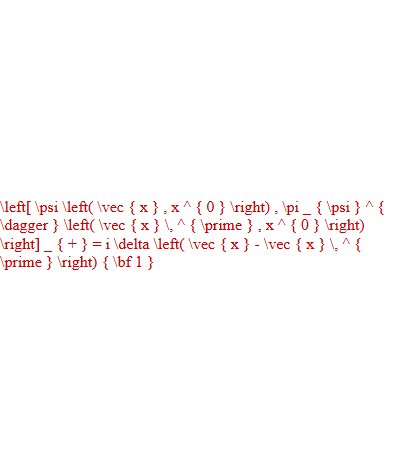 \left[ \psi \left( \vec { x } , x ^ { 0 } \right) , \pi _ { \psi } ^ {
\dagger } \left( \vec { x } \, ^ { \prime } , x ^ { 0 } \right)
\right] _ { + } = i \delta \left( \vec { x } - \vec { x } \, ^ {
\prime } \right) { \bf 1 }